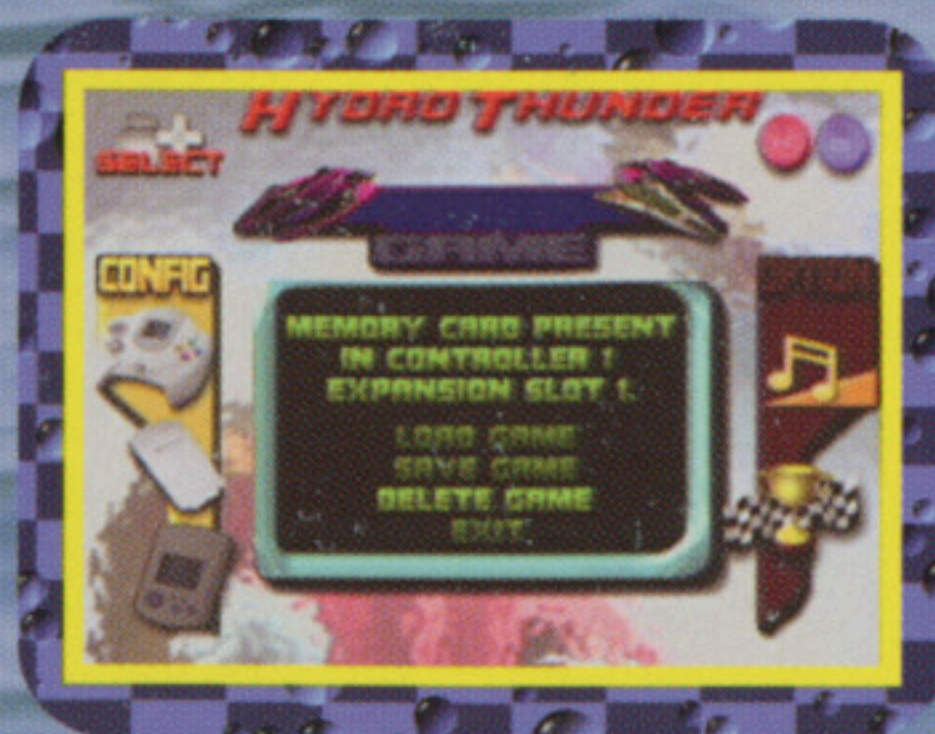 HYDRO THUNDER
SELECT
GAME
CONFIG
MEMORY CARD PRESENT
IN CONTROLLER 1
EXPANSION SLOT 1.
LOAD GAME
SAVE GAME
DELETE GAME
EXIT